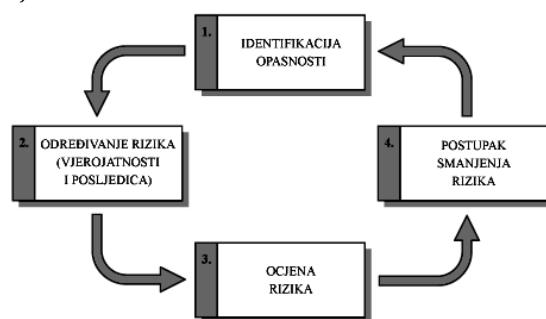 1.
IDENTIFIKACIJA
OPASNOSTI
2.
ODREĐIVANJE RIZIKA
(VJEROJATNOSTI
I POSLJEDICA)
3.
OCJENA
RIZIKA
4.
POSTUPAK
SMANJENJA
RIZIKA